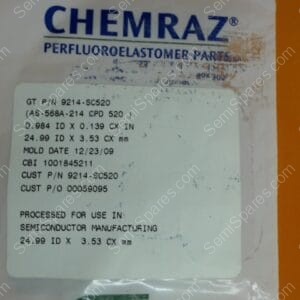 CHEMRAZ®
PERFLUOROELASTOMER PARTS
GT P/N 9214-SC520
(AS-568A-214 CPD 520 )
0.984 ID X 0.139 CX IN
24.99 ID X 3.53 CX mm
MOLD DATE 12/23/09
CBI 1001845211
CUST P/N 9214-SC520
CUST P/O 00059095
PROCESSED FOR USE IN:
SEMICONDUCTOR MANUFACTURING
24.99 ID X 3.53 CX mm